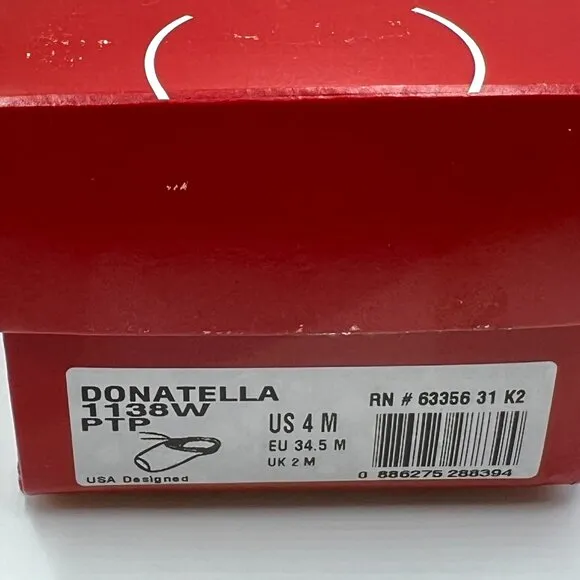 DONATELLA
1138W
PTP
USA Designed
US 4 M
EU 34.5 M
UK 2 M
RN # 63356 31 K2
0 886275 288394